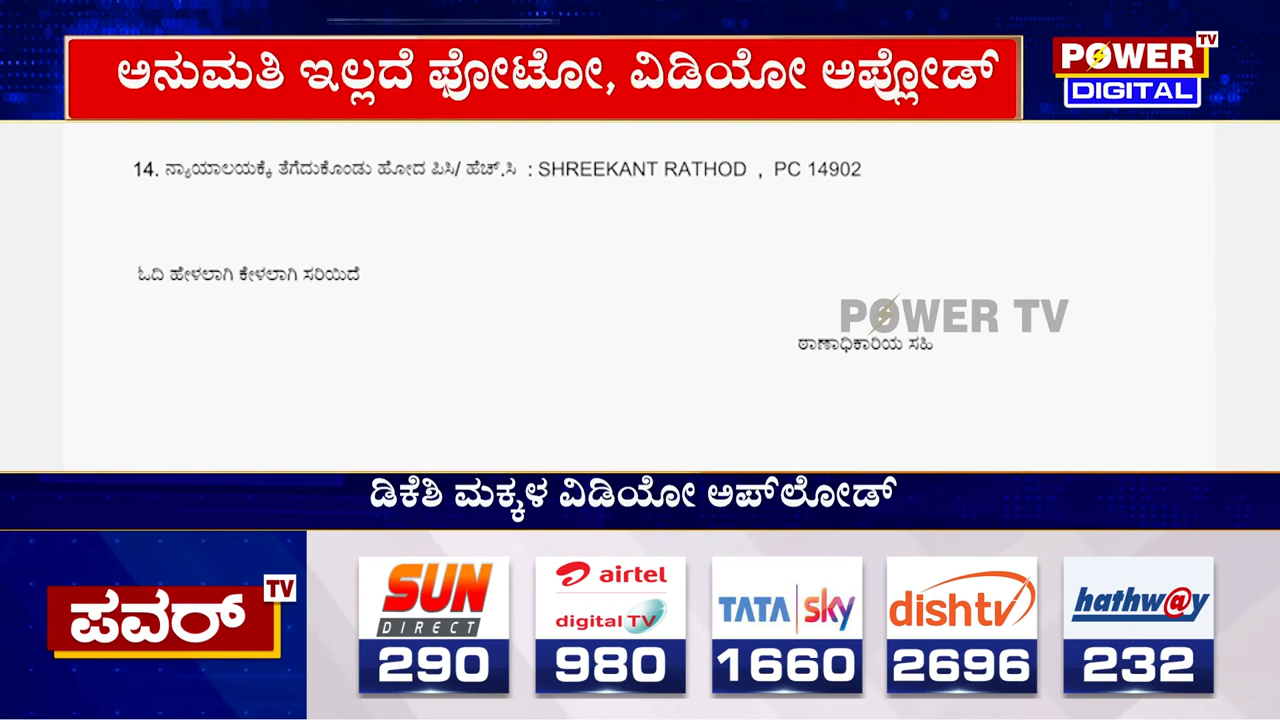 ಅನುಮತಿ ಇಲ್ಲದೆ ಫೋಟೋ, ವಿಡಿಯೋ ಅಪ್ಲೋಡ್
POWER TV
DIGITAL
14. ನ್ಯಾಯಾಲಯಕ್ಕೆ ತೆಗೆದುಕೊಂಡು ಹೋದ ಪಿಸಿ/ ಹೆಚ್.ಸಿ : SHREEKANT RATHOD , PC 14902
ಓದಿ ಹೇಳಲಾಗಿ ಕೇಳಲಾಗಿ ಸರಿಯಿದೆ
POWER TV
ಠಾಣಾಧಿಕಾರಿಯ ಸಹಿ
ಡಿಕೆಶಿ ಮಕ್ಕಳ ವಿಡಿಯೋ ಅಪ್‌ಲೋಡ್
ಪವರ್ TV
SUN DIRECT 290
airtel digital TV 980
TATA sky 1660
dishtv 2696
hathw@y 232